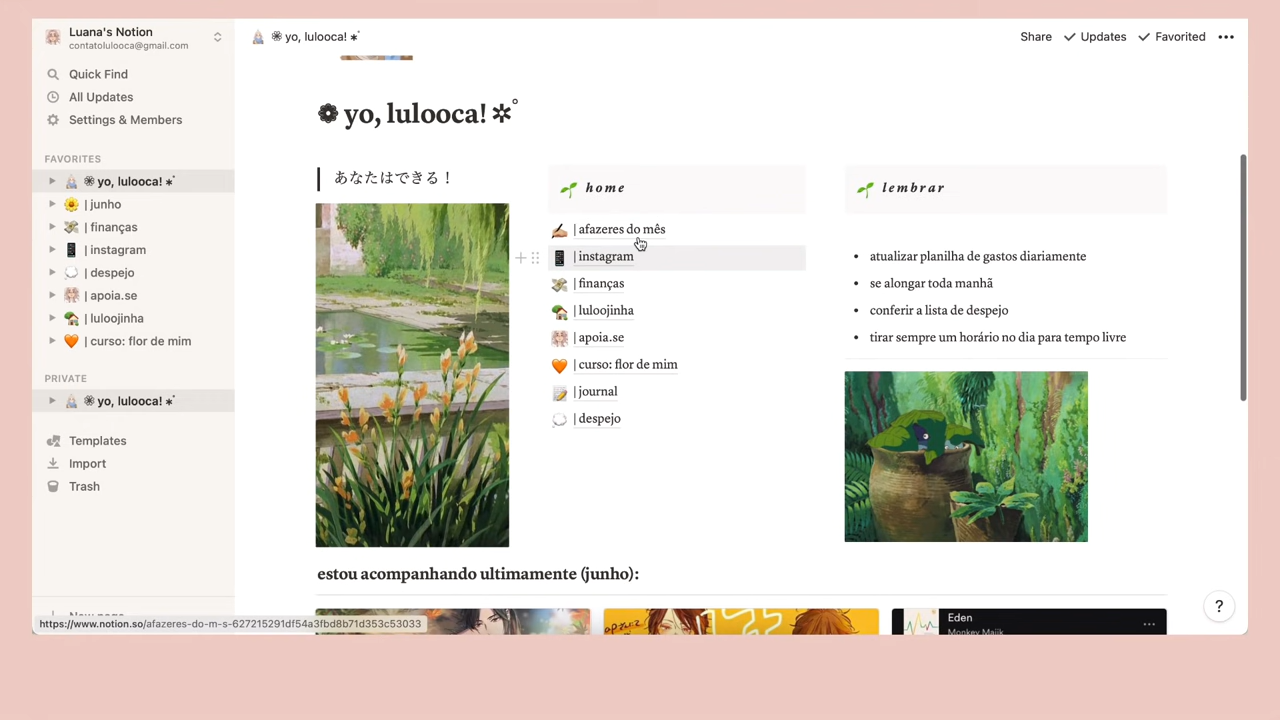 Luana's Notion
contatolulooca@gmail.com
Quick Find
All Updates
Settings & Members
FAVORITES
❁ yo, lulooca! ✲˚
| junho
| finanças
| instagram
| despejo
| apoia.se
| luloojinha
| curso: flor de mim
PRIVATE
❁ yo, lulooca! ✲˚
Templates
Import
Trash
New page
https://www.notion.so/afazeres-do-m-s-627215291df54a3fbd8b71d353c53033
❁ yo, lulooca! ✲˚
Share
Updates
Favorited
❁ yo, lulooca! ✲˚
あなたはできる！
home
| afazeres do mês
| instagram
| finanças
| luloojinha
| apoia.se
| curso: flor de mim
| journal
| despejo
lembrar
• atualizar planilha de gastos diariamente
• se alongar toda manhã
• conferir a lista de despejo
• tirar sempre um horário no dia para tempo livre
estou acompanhando ultimamente (junho):
Eden
Monkey Majik
?